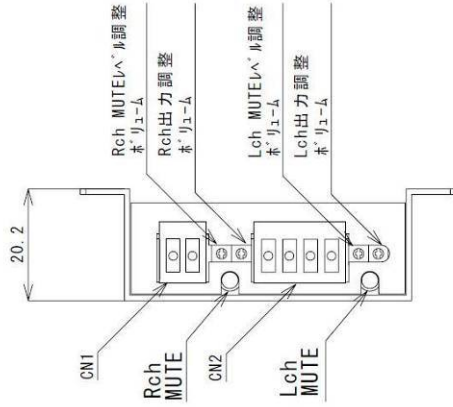 Rch MUTEﾚﾍﾞﾙ調整
ﾎﾞﾘｭｰﾑ
Rch出力調整
ﾎﾞﾘｭｰﾑ
Lch MUTEﾚﾍﾞﾙ調整
ﾎﾞﾘｭｰﾑ
Lch出力調整
ﾎﾞﾘｭｰﾑ
20.2
CN1
Rch
MUTE
CN2
Lch
MUTE